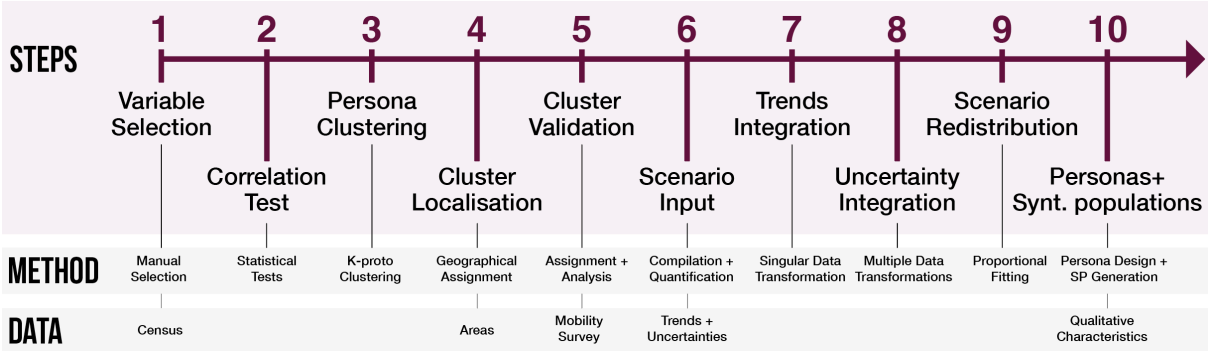 STEPS
1 2 3 4 5 6 7 8 9 10
Variable
Selection
Correlation
Test
Persona
Clustering
Cluster
Localisation
Cluster
Validation
Scenario
Input
Trends
Integration
Uncertainty
Integration
Scenario
Redistribution
Personas+
Synt. populations
METHOD
Manual
Selection
Statistical
Tests
K-proto
Clustering
Geographical
Assignment
Assignment +
Analysis
Compilation +
Quantification
Singular Data
Transformation
Multiple Data
Transformations
Proportional
Fitting
Persona Design +
SP Generation
DATA
Census
Areas
Mobility
Survey
Trends +
Uncertainties
Qualitative
Characteristics